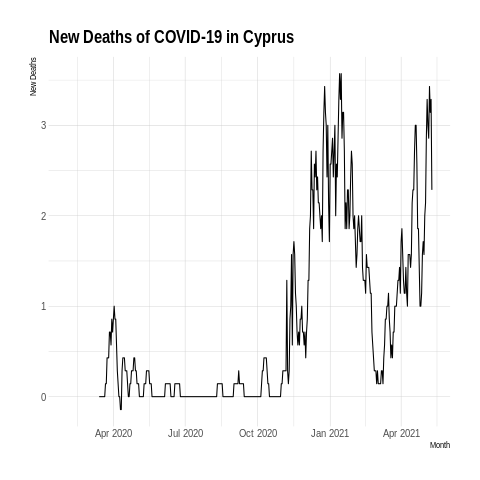 New Deaths of COVID-19 in Cyprus
New Deaths
3
2
1
0
Apr 2020 Jul 2020 Oct 2020 Jan 2021 Apr 2021
Month